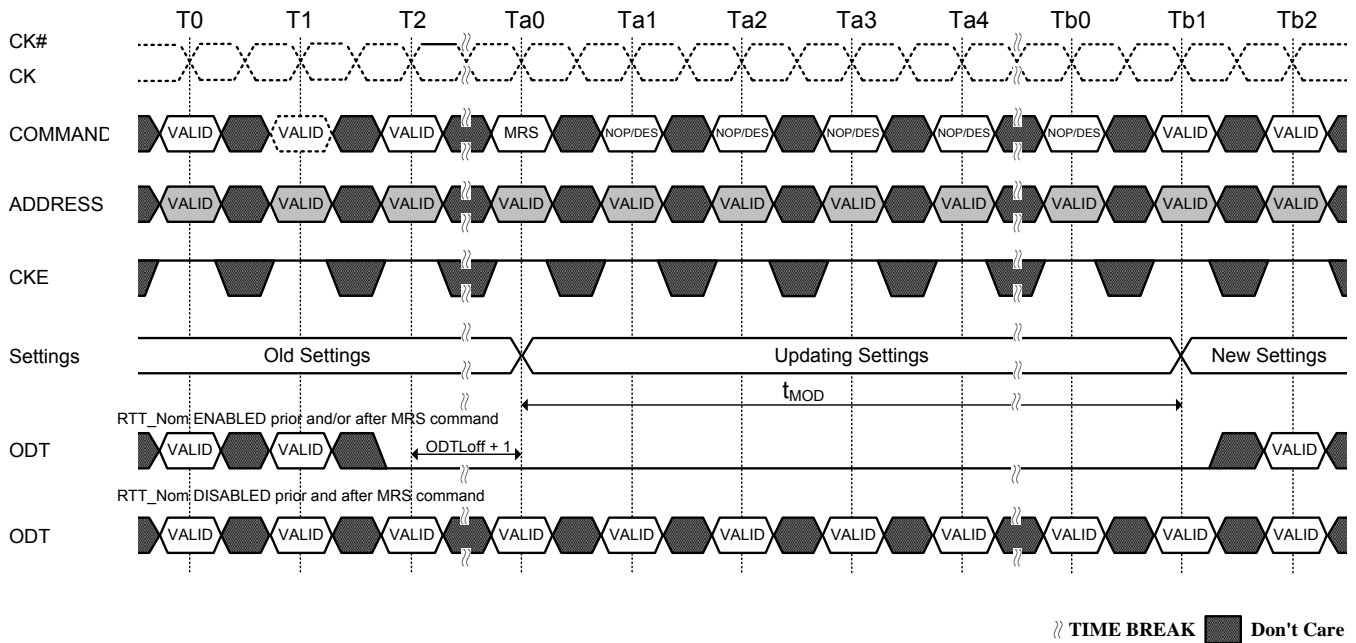 T0 T1 T2 Ta0 Ta1 Ta2 Ta3 Ta4 Tb0 Tb1 Tb2
CK#
CK
COMMAND VALID VALID VALID MRS NOP/DES NOP/DES NOP/DES NOP/DES NOP/DES VALID VALID
ADDRESS VALID VALID VALID VALID VALID VALID VALID VALID VALID VALID VALID
CKE
Settings Old Settings Updating Settings New Settings
tMOD
RTT_Nom ENABLED prior and/or after MRS command
ODT VALID VALID ODTLoff + 1 VALID
RTT_Nom DISABLED prior and after MRS command
ODT VALID VALID VALID VALID VALID VALID VALID VALID VALID VALID VALID
TIME BREAK Don't Care